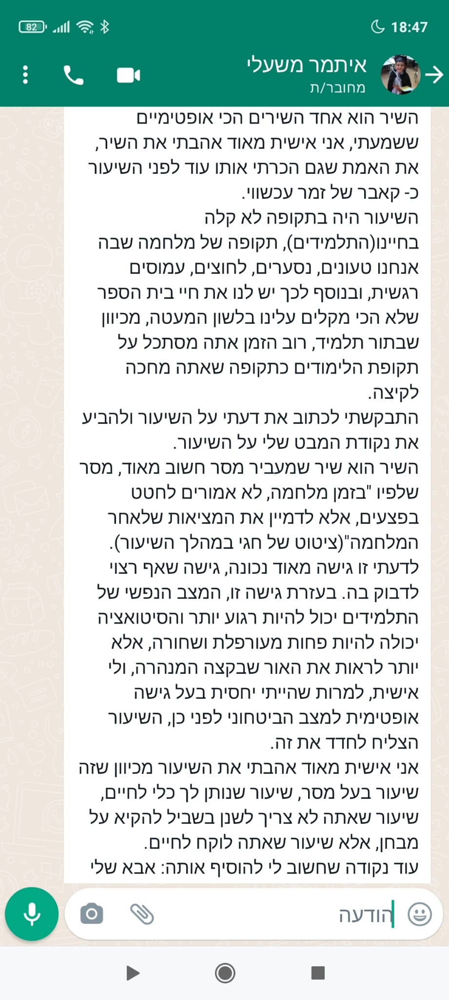 82
18:47
איתמר משעלי
מחובר/ת
השיר הוא אחד השירים הכי אופטימיים
ששמעתי, אני אישית מאוד אהבתי את השיר,
את האמת שגם הכרתי אותו עוד לפני השיעור
כ- קאבר של זמר עכשווי.
השיעור היה בתקופה לא קלה
בחיינו(התלמידים), תקופה של מלחמה שבה
אנחנו טעונים, נסערים, לחוצים, עמוסים
רגשית, ובנוסף לכך יש לנו את חיי בית הספר
שלא הכי מקלים עלינו בלשון המעטה, מכיוון
שבתור תלמיד, רוב הזמן אתה מסתכל על
תקופת הלימודים כתקופה שאתה מחכה
לקיצה.
התבקשתי לכתוב את דעתי על השיעור ולהביע
את נקודת המבט שלי על השיעור.
השיר הוא שיר שמעביר מסר חשוב מאוד, מסר
שלפיו "בזמן מלחמה, לא אמורים לחטט
בפצעים, אלא לדמיין את המציאות שלאחר
המלחמה"(ציטוט של חגי במהלך השיעור).
לדעתי זו גישה מאוד נכונה, גישה שאף רצוי
לדבוק בה. בעזרת גישה זו, המצב הנפשי של
התלמידים יכול להיות רגוע יותר והסיטואציה
יכולה להיות פחות מעורפלת ושחורה, אלא
יותר לראות את האור שבקצה המנהרה, ולי
אישית, למרות שהייתי יחסית בעל גישה
אופטימית למצב הביטחוני לפני כן, השיעור
הצליח לחדד את זה.
אני אישית מאוד אהבתי את השיעור מכיוון שזה
שיעור בעל מסר, שיעור שנותן לך כלי לחיים,
שיעור שאתה לא צריך לשנן בשביל להקיא על
מבחן, אלא שיעור שאתה לוקח לחיים.
עוד נקודה שחשוב לי להוסיף אותה: אבא שלי
הודעה